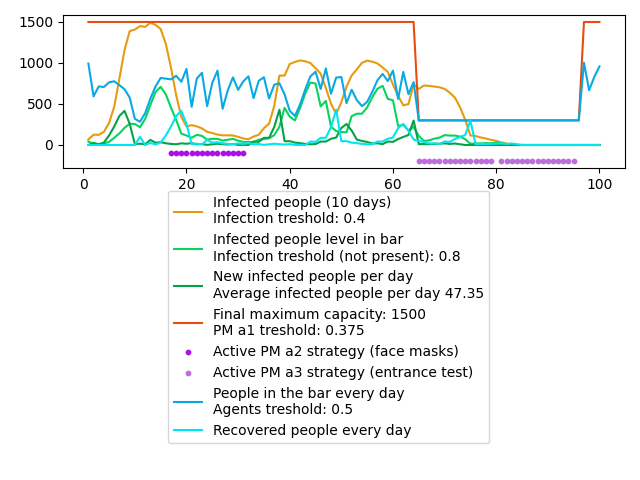 1500
1000
500
0
0
20
40
60
80
100
Infected people (10 days)
Infection treshold: 0.4
Infected people level in bar
Infection treshold (not present): 0.8
New infected people per day
Average infected people per day 47.35
Final maximum capacity: 1500
PM a1 treshold: 0.375
Active PM a2 strategy (face masks)
Active PM a3 strategy (entrance test)
People in the bar every day
Agents treshold: 0.5
Recovered people every day